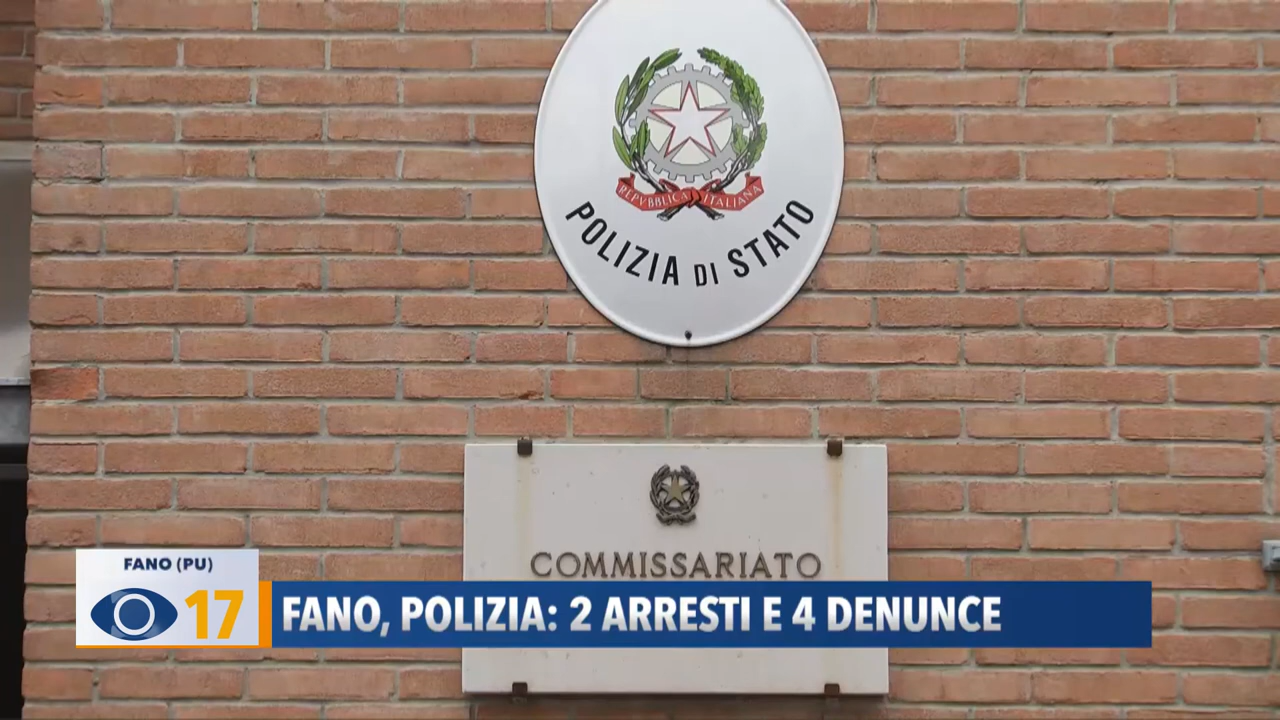 REPVBBLICA ITALIANA
POLIZIA DI STATO
COMMISSARIATO
FANO (PU)
17
FANO, POLIZIA: 2 ARRESTI E 4 DENUNCE